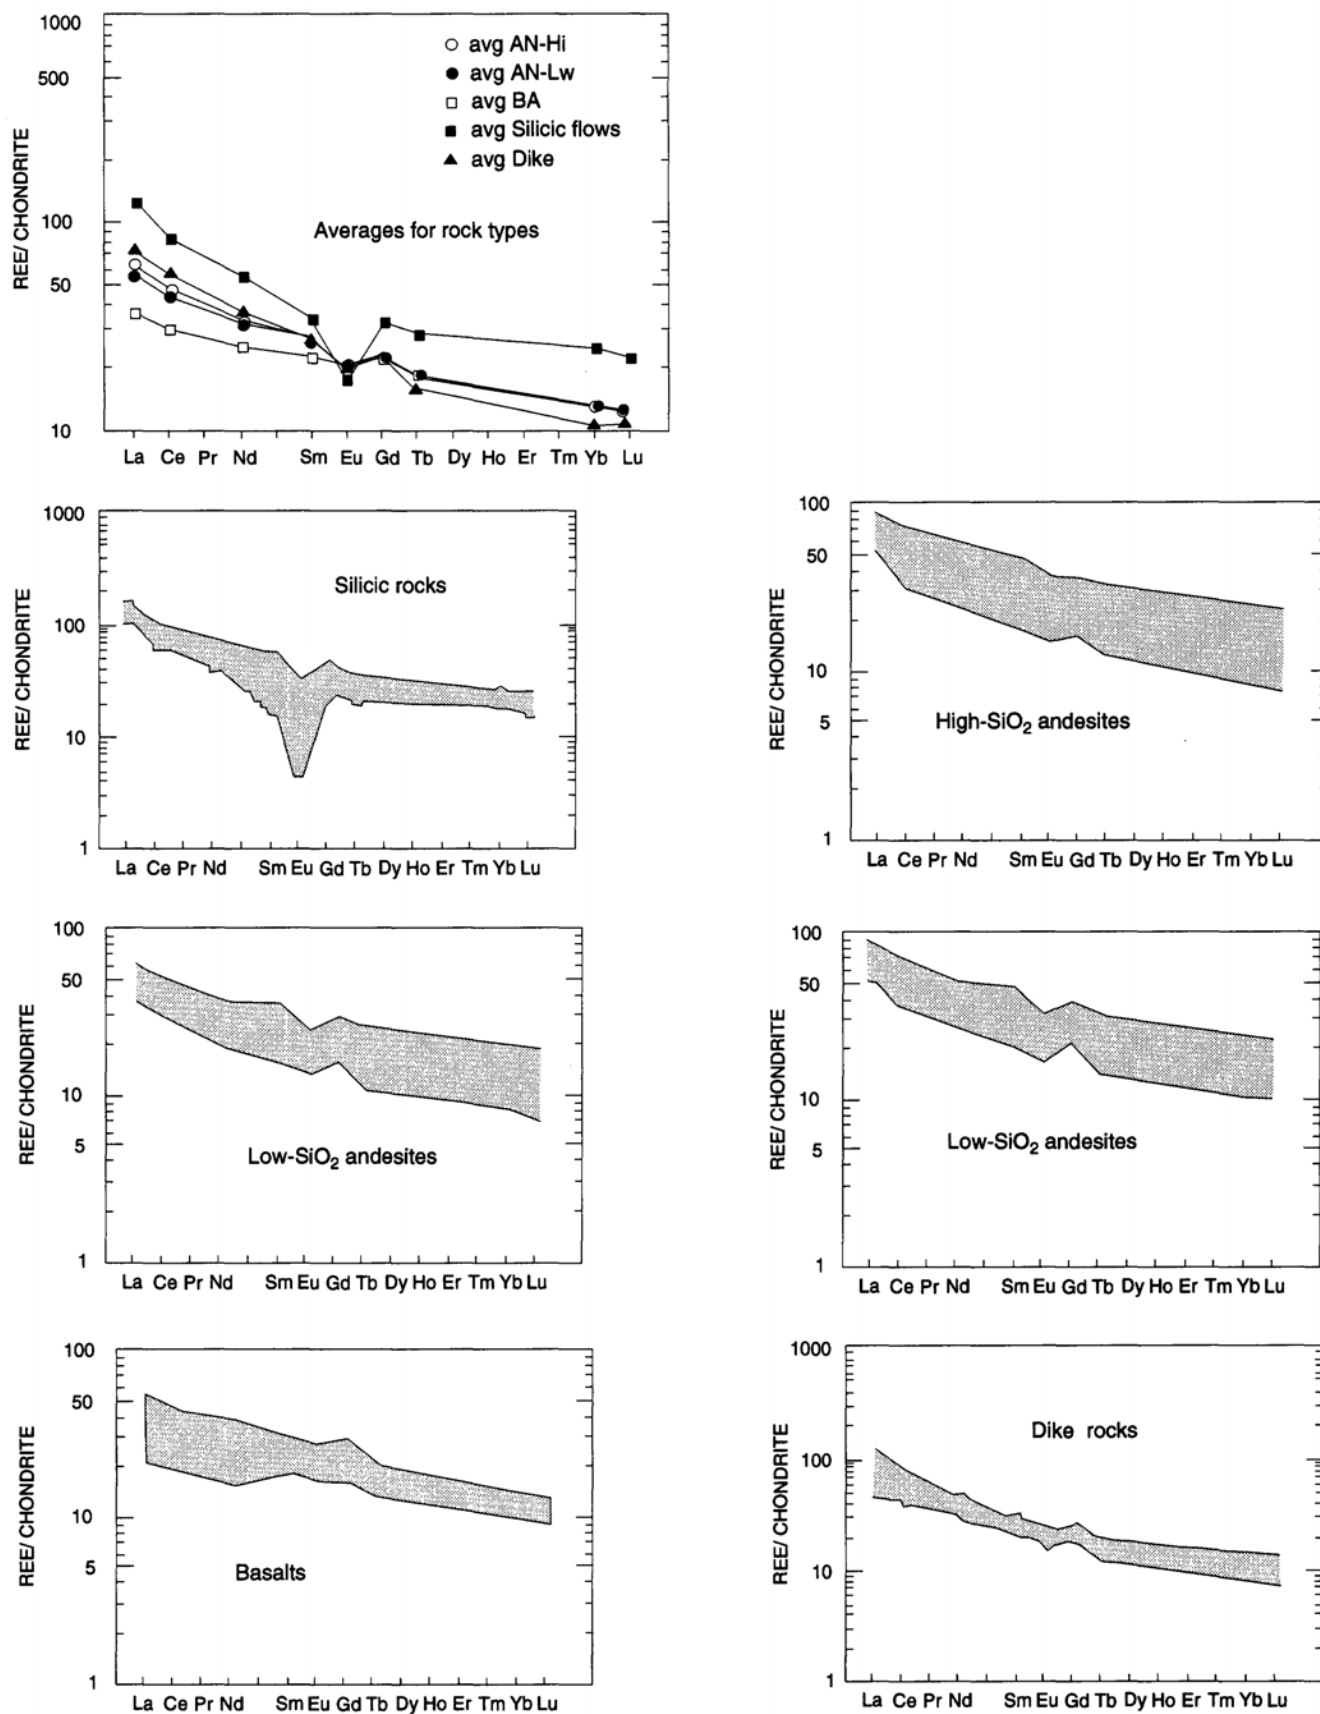 1000
500
100
50
10
REE/ CHONDRITE
avg AN-Hi
avg AN-Lw
avg BA
avg Silicic flows
avg Dike
Averages for rock types
La Ce Pr Nd Sm Eu Gd Tb Dy Ho Er Tm Yb Lu
1000
100
10
1
REE/ CHONDRITE
Silicic rocks
La Ce Pr Nd Sm Eu Gd Tb Dy Ho Er Tm Yb Lu
100
50
10
5
1
REE/ CHONDRITE
High-SiO₂ andesites
La Ce Pr Nd Sm Eu Gd Tb Dy Ho Er Tm Yb Lu
100
50
10
5
1
REE/ CHONDRITE
Low-SiO₂ andesites
La Ce Pr Nd Sm Eu Gd Tb Dy Ho Er Tm Yb Lu
100
50
10
5
1
REE/ CHONDRITE
Low-SiO₂ andesites
La Ce Pr Nd Sm Eu Gd Tb Dy Ho Er Tm Yb Lu
100
50
10
5
1
REE/ CHONDRITE
Basalts
La Ce Pr Nd Sm Eu Gd Tb Dy Ho Er Tm Yb Lu
1000
100
10
1
REE/ CHONDRITE
Dike rocks
La Ce Pr Nd Sm Eu Gd Tb Dy Ho Er Tm Yb Lu